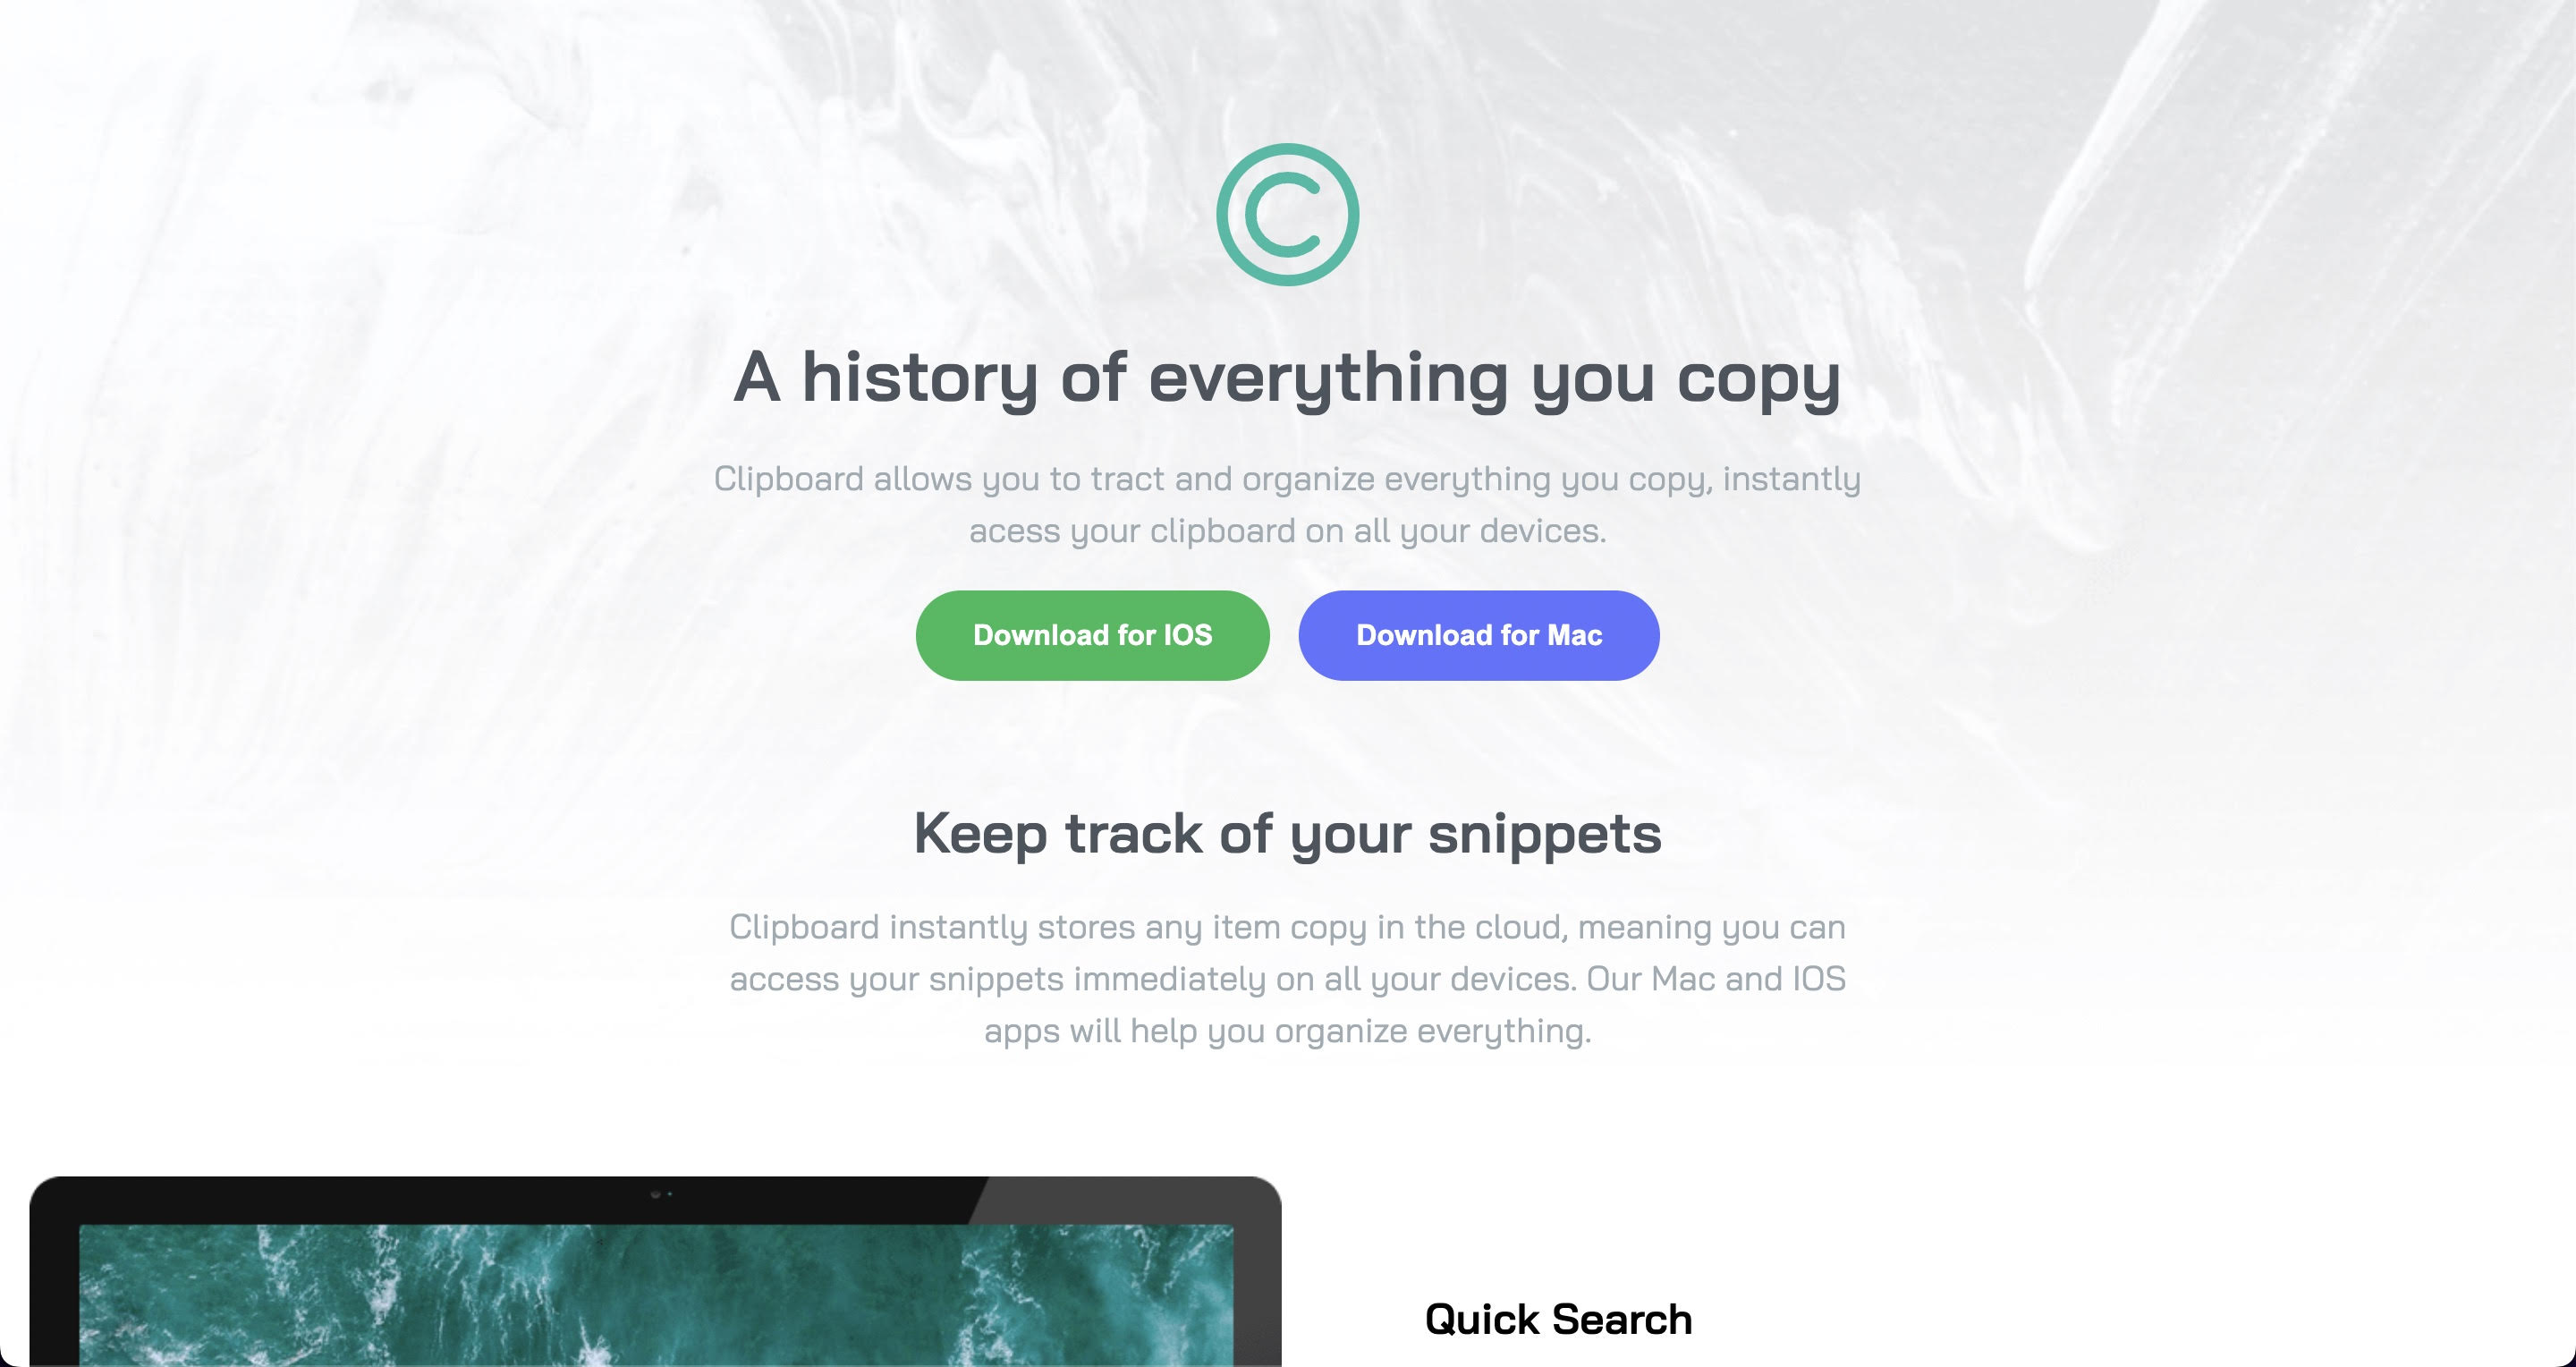 C
A history of everything you copy
Clipboard allows you to tract and organize everything you copy, instantly
acess your clipboard on all your devices.
Download for IOS
Download for Mac
Keep track of your snippets
Clipboard instantly stores any item copy in the cloud, meaning you can
access your snippets immediately on all your devices. Our Mac and IOS
apps will help you organize everything.
Quick Search